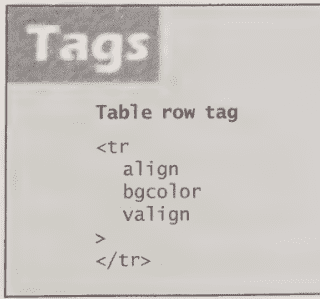 Tags
Table row tag
<tr
align
bgcolor
valign
>
</tr>